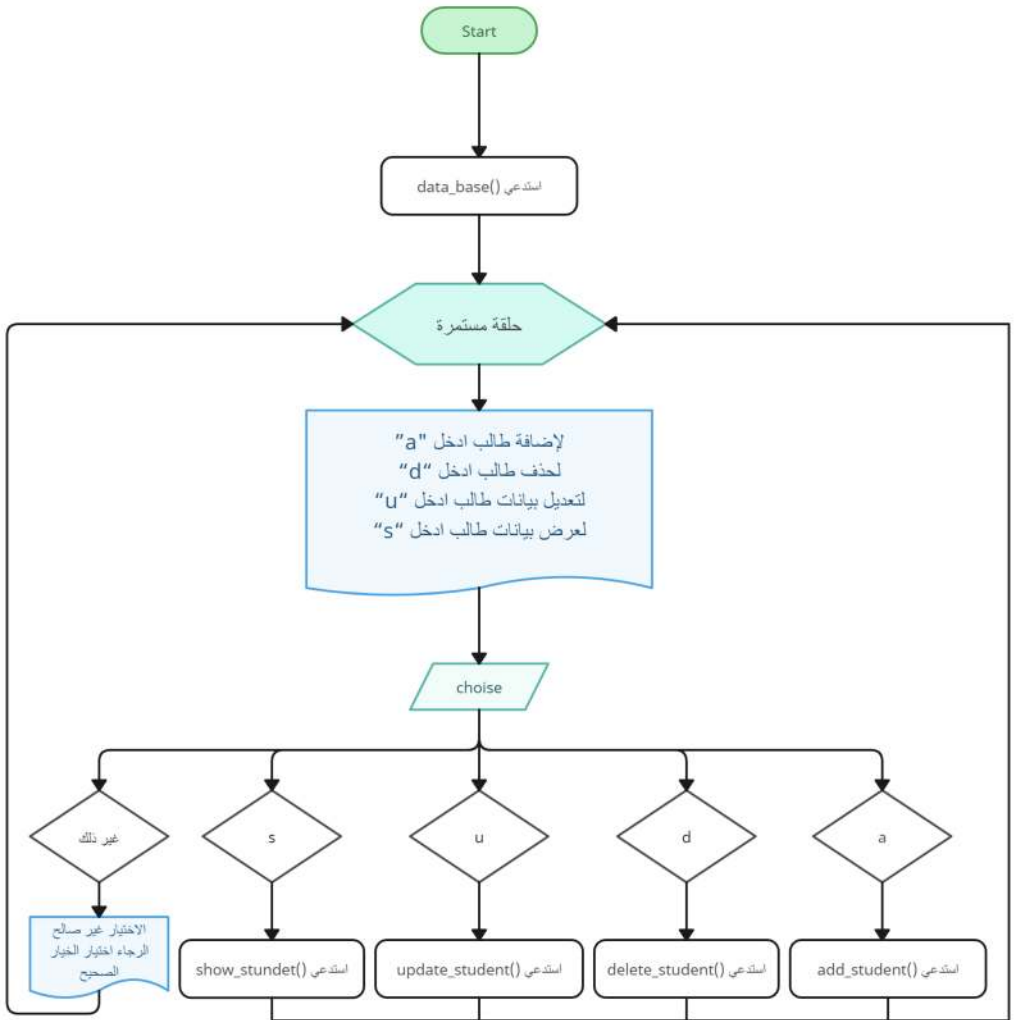 Start
استدعي data_base()
حلقة مستمرة
لإضافة طالب ادخل "a"
لحذف طالب ادخل “d“
لتعديل بيانات طالب ادخل “u“
لعرض بيانات طالب ادخل “s“
choise
غير ذلك
s
u
d
a
الاختيار غير صالح
الرجاء اختيار الخيار
الصحيح
استدعي show_stundet()
استدعي update_student()
استدعي delete_student()
استدعي add_student()